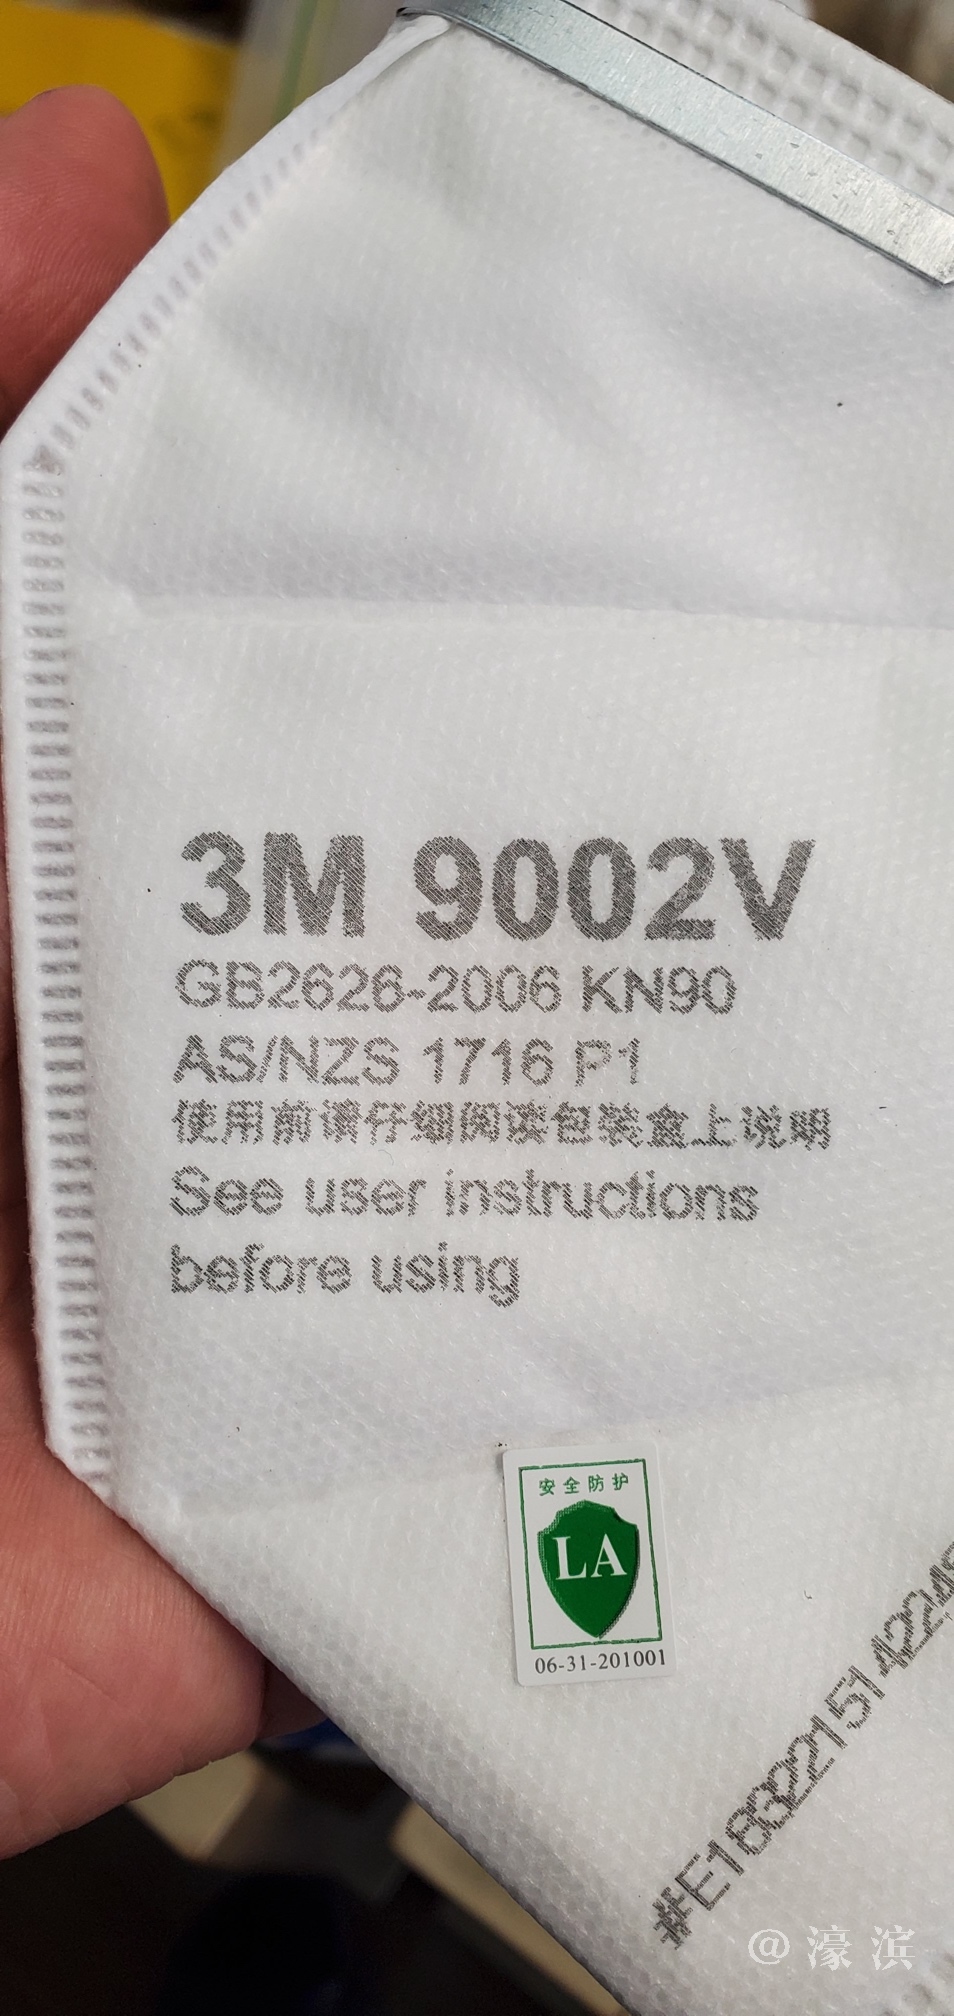 3M 9002V
GB2626-2006 KN90
AS/NZS 1716 P1
使用前请仔细阅读包装盒上说明
See user instructions
before using
安全防护
LA
06-31-201001
@濠滨